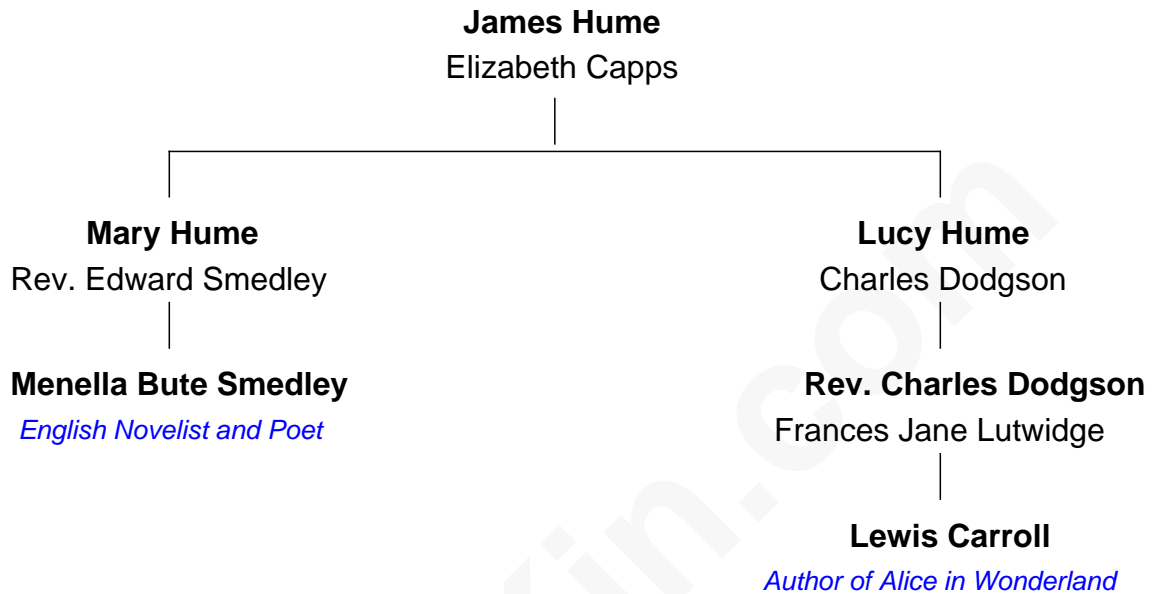 James Hume
Elizabeth Capps
Mary Hume
Rev. Edward Smedley
Lucy Hume
Charles Dodgson
Menella Bute Smedley
English Novelist and Poet
Rev. Charles Dodgson
Frances Jane Lutwidge
Lewis Carroll
Author of Alice in Wonderland